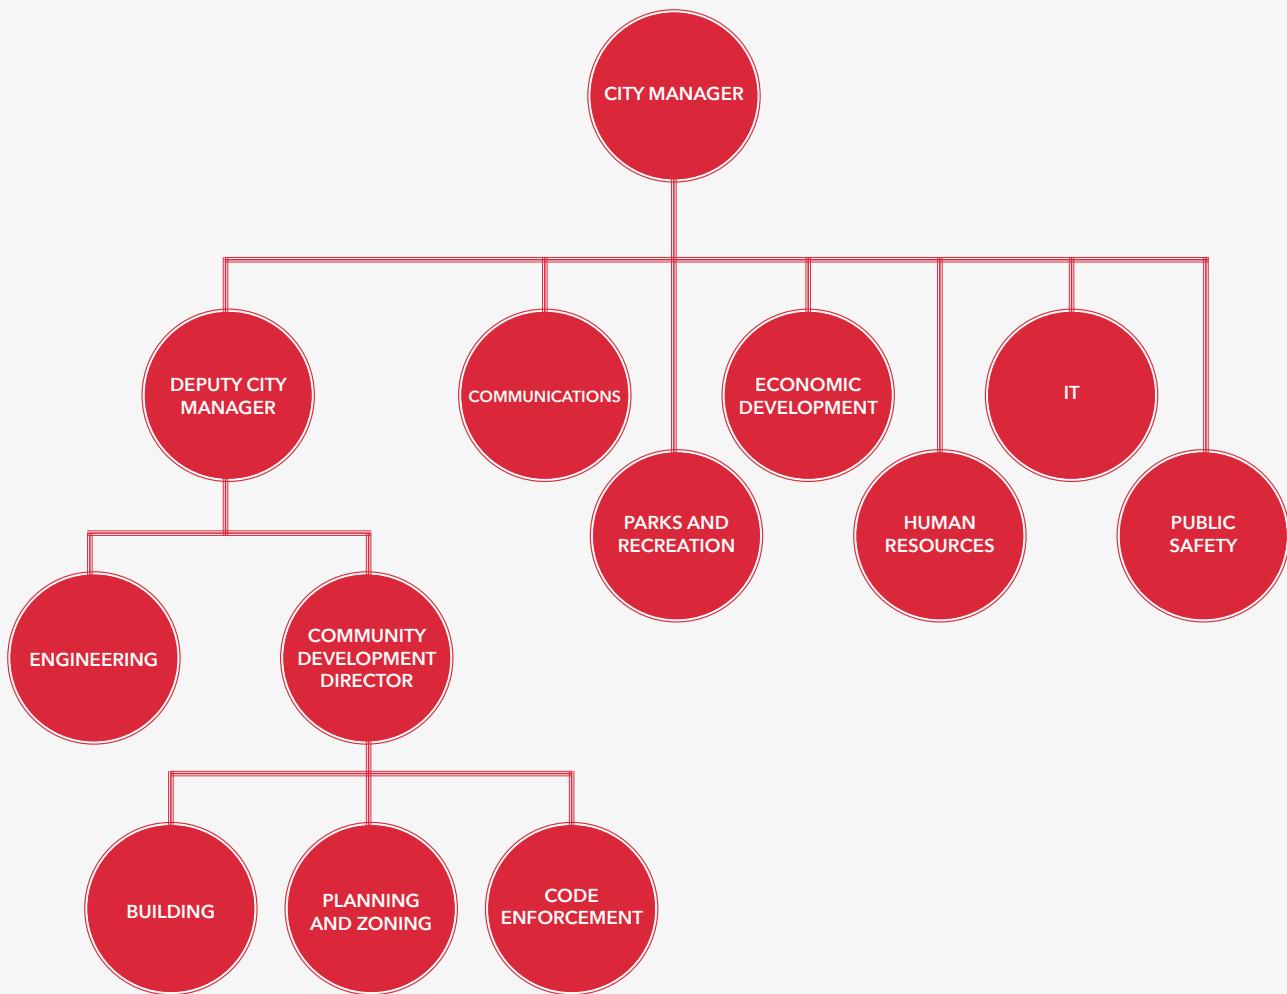 CITY MANAGER
DEPUTY CITY
MANAGER
COMMUNICATIONS
ECONOMIC
DEVELOPMENT
IT
PARKS AND
RECREATION
HUMAN
RESOURCES
PUBLIC
SAFETY
ENGINEERING
COMMUNITY
DEVELOPMENT
DIRECTOR
BUILDING
PLANNING
AND ZONING
CODE
ENFORCEMENT